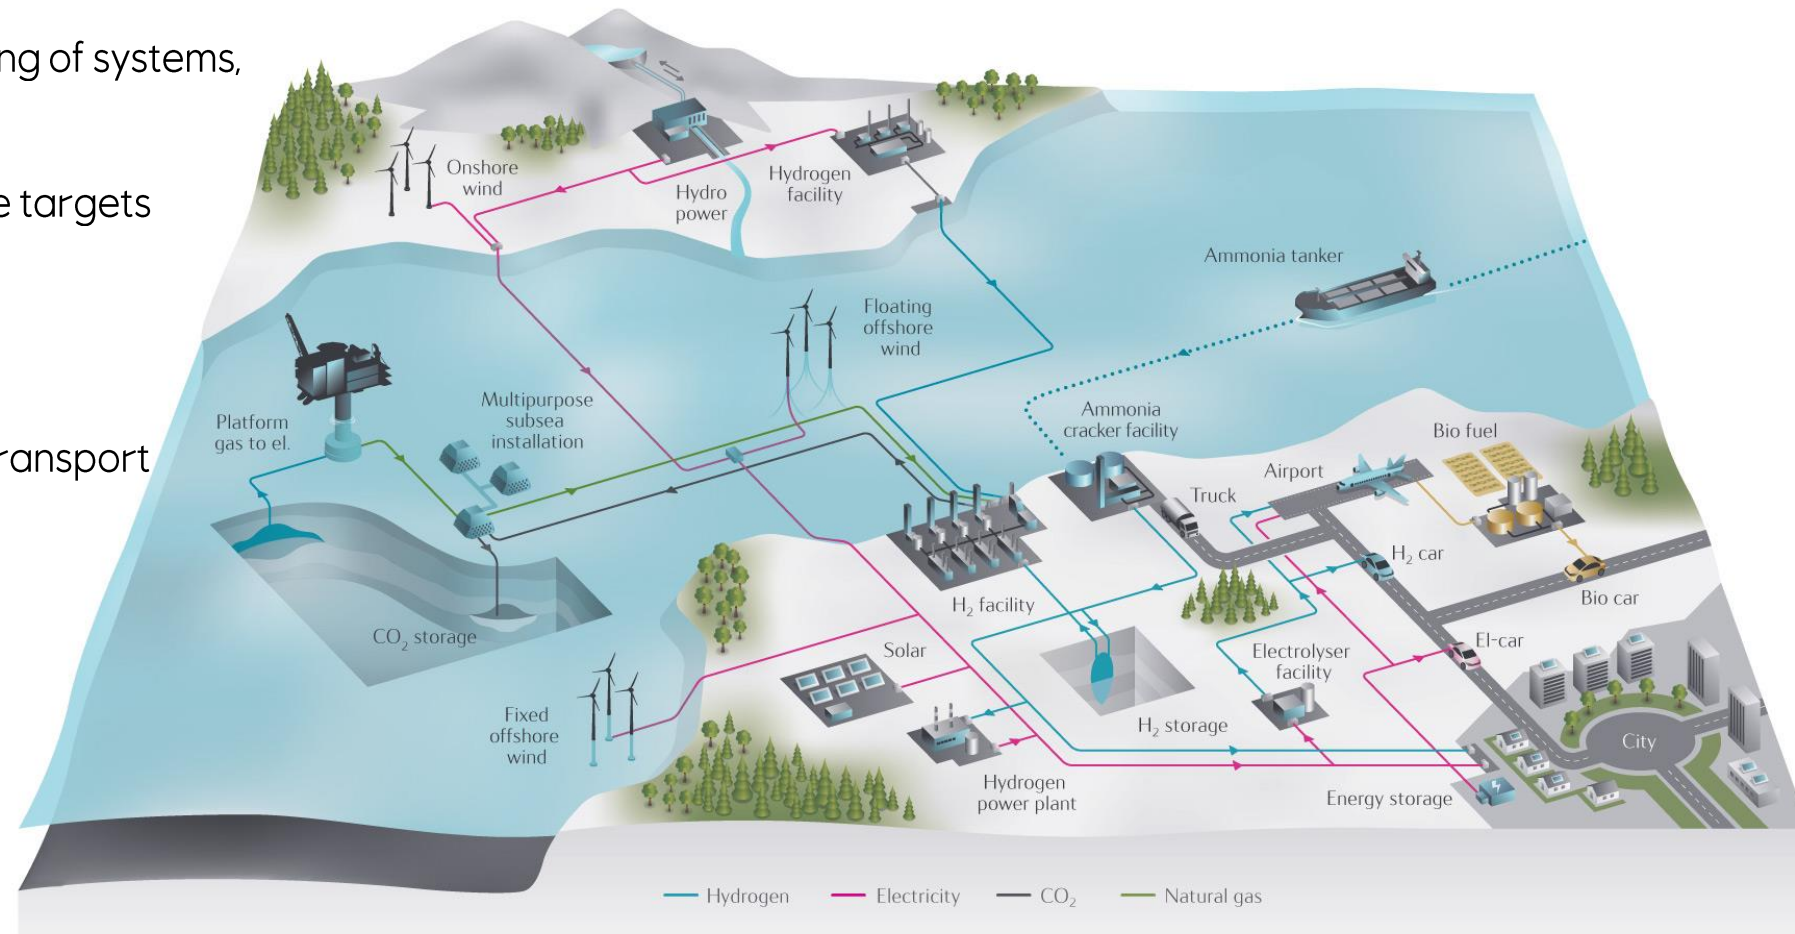 ng of systems,
e targets
ransport
Onshore
wind
Hydro
power
Hydrogen
facility
Ammonia tanker
Floating
offshore
wind
Platform
gas to el.
Multipurpose
subsea
installation
Ammonia
cracker facility
Bio fuel
Airport
Truck
H₂ car
Bio car
H₂ facility
CO₂ storage
Solar
Electrolyser
facility
El-car
Fixed
offshore
wind
H₂ storage
City
Hydrogen
power plant
Energy storage
Hydrogen
Electricity
CO₂
Natural gas